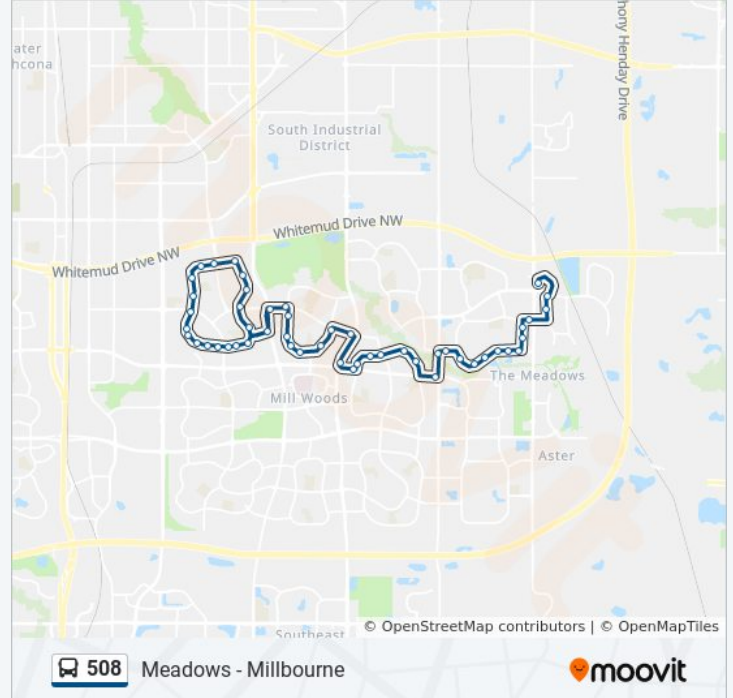 ater
hcona
hony Henday Drive
South Industrial
District
Whitemud Drive NW
Whitemud Drive NW
The Meadows
Mill Woods
Aster
Southeast
© OpenStreetMap contributors | © OpenMapTiles
508 Meadows - Millbourne
moovit